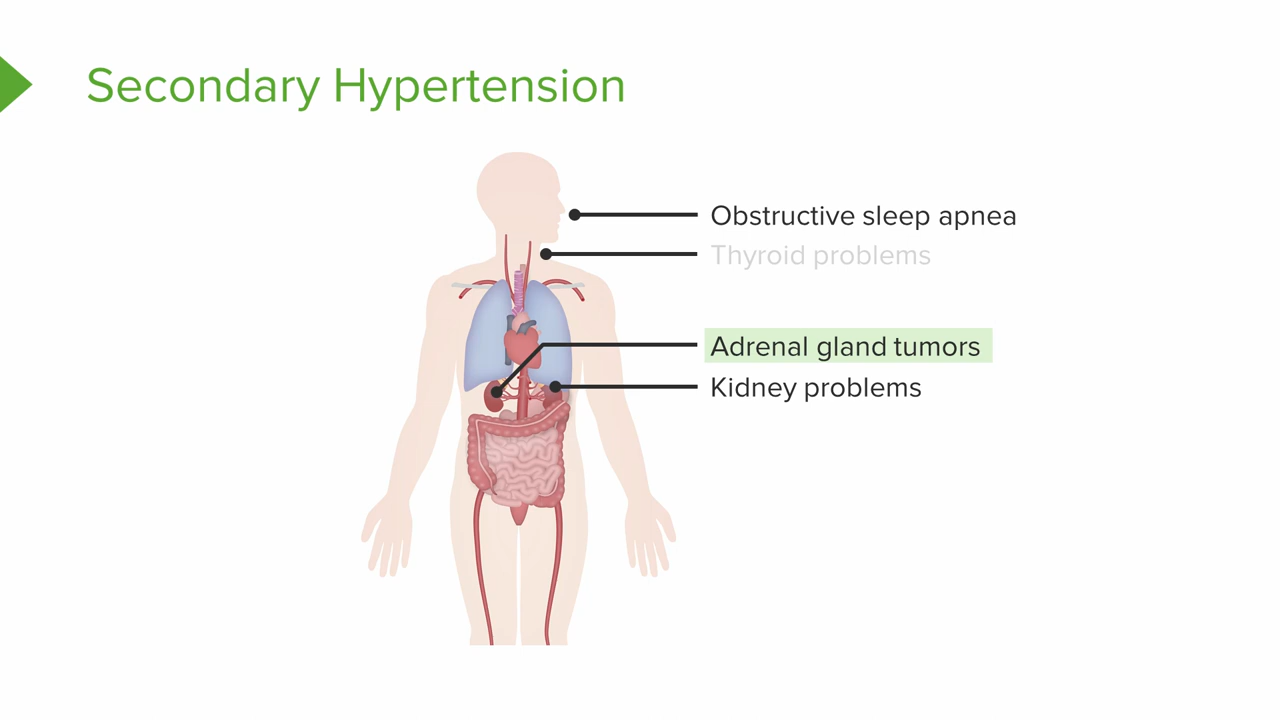 Secondary Hypertension
Obstructive sleep apnea
Thyroid problems
Adrenal gland tumors
Kidney problems